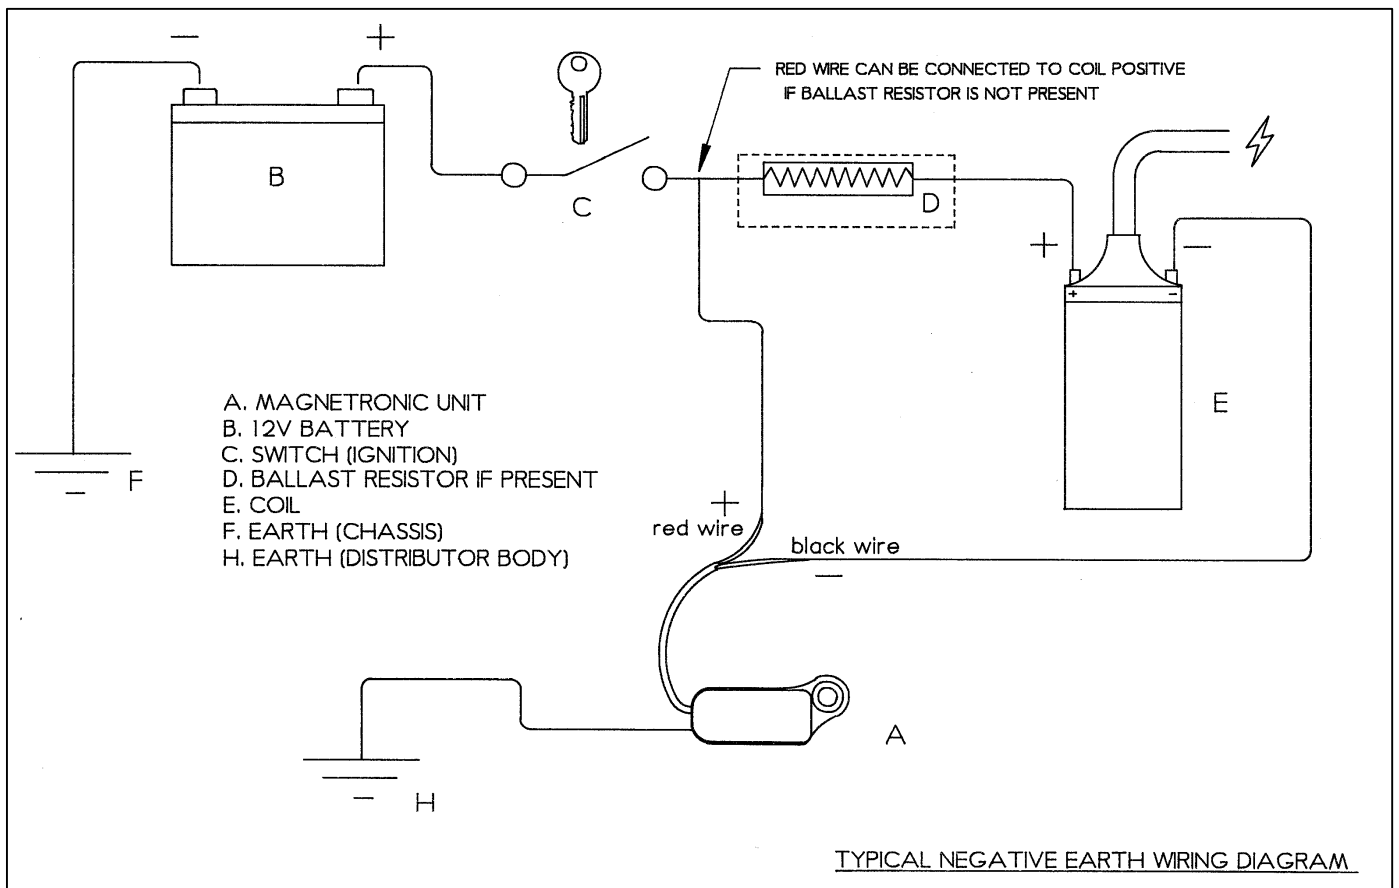 − +
RED WIRE CAN BE CONNECTED TO COIL POSITIVE
IF BALLAST RESISTOR IS NOT PRESENT
B
C
D
+ −
+ −
E
A. MAGNETRONIC UNIT
B. 12V BATTERY
C. SWITCH (IGNITION)
D. BALLAST RESISTOR IF PRESENT
E. COIL
F. EARTH (CHASSIS)
H. EARTH (DISTRIBUTOR BODY)
F
+
red wire
black wire
−
A
H
TYPICAL NEGATIVE EARTH WIRING DIAGRAM